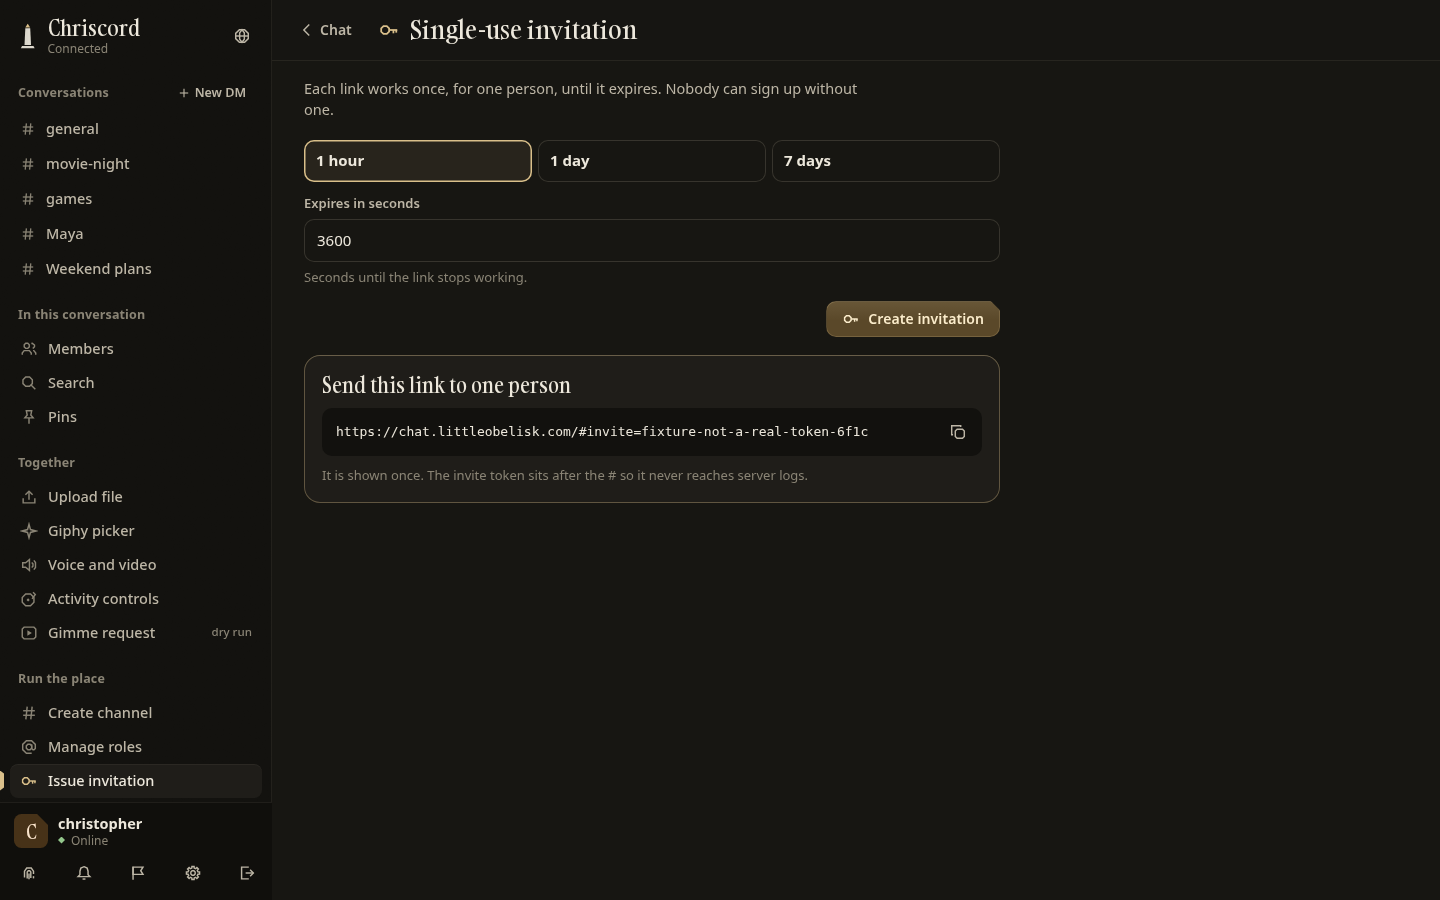 Chriscord
Connected
Conversations
+ New DM
# general
# movie-night
# games
# Maya
# Weekend plans
In this conversation
Members
Search
Pins
Together
Upload file
Giphy picker
Voice and video
Activity controls
Gimme request dry run
Run the place
# Create channel
Manage roles
Issue invitation
C
christopher
Online
Chat
Single-use invitation
Each link works once, for one person, until it expires. Nobody can sign up without
one.
1 hour
1 day
7 days
Expires in seconds
3600
Seconds until the link stops working.
Create invitation
Send this link to one person
https://chat.littleobelisk.com/#invite=fixture-not-a-real-token-6f1c
It is shown once. The invite token sits after the # so it never reaches server logs.